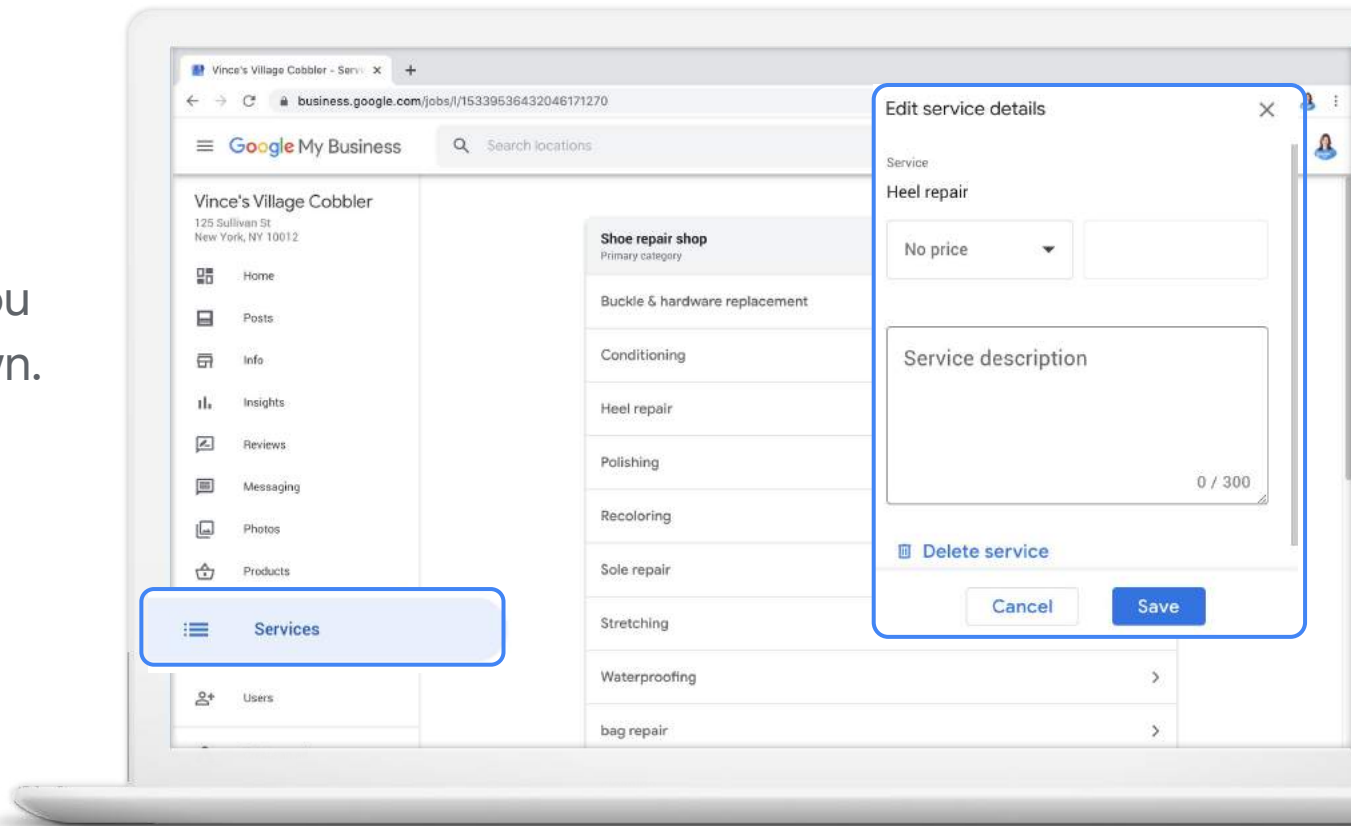 Vince's Village Cobbler - Serv
business.google.com/jobs/l/15339536432046171270
Google My Business
Search locations
Vince's Village Cobbler
125 Sullivan St
New York, NY 10012
Home
Posts
Info
Insights
Reviews
Messaging
Photos
Products
Services
Users
Shoe repair shop
Primary category
Buckle & hardware replacement
Conditioning
Heel repair
Polishing
Recoloring
Sole repair
Stretching
Waterproofing
bag repair
Edit service details
Service
Heel repair
No price
Service description
0 / 300
Delete service
Cancel
Save